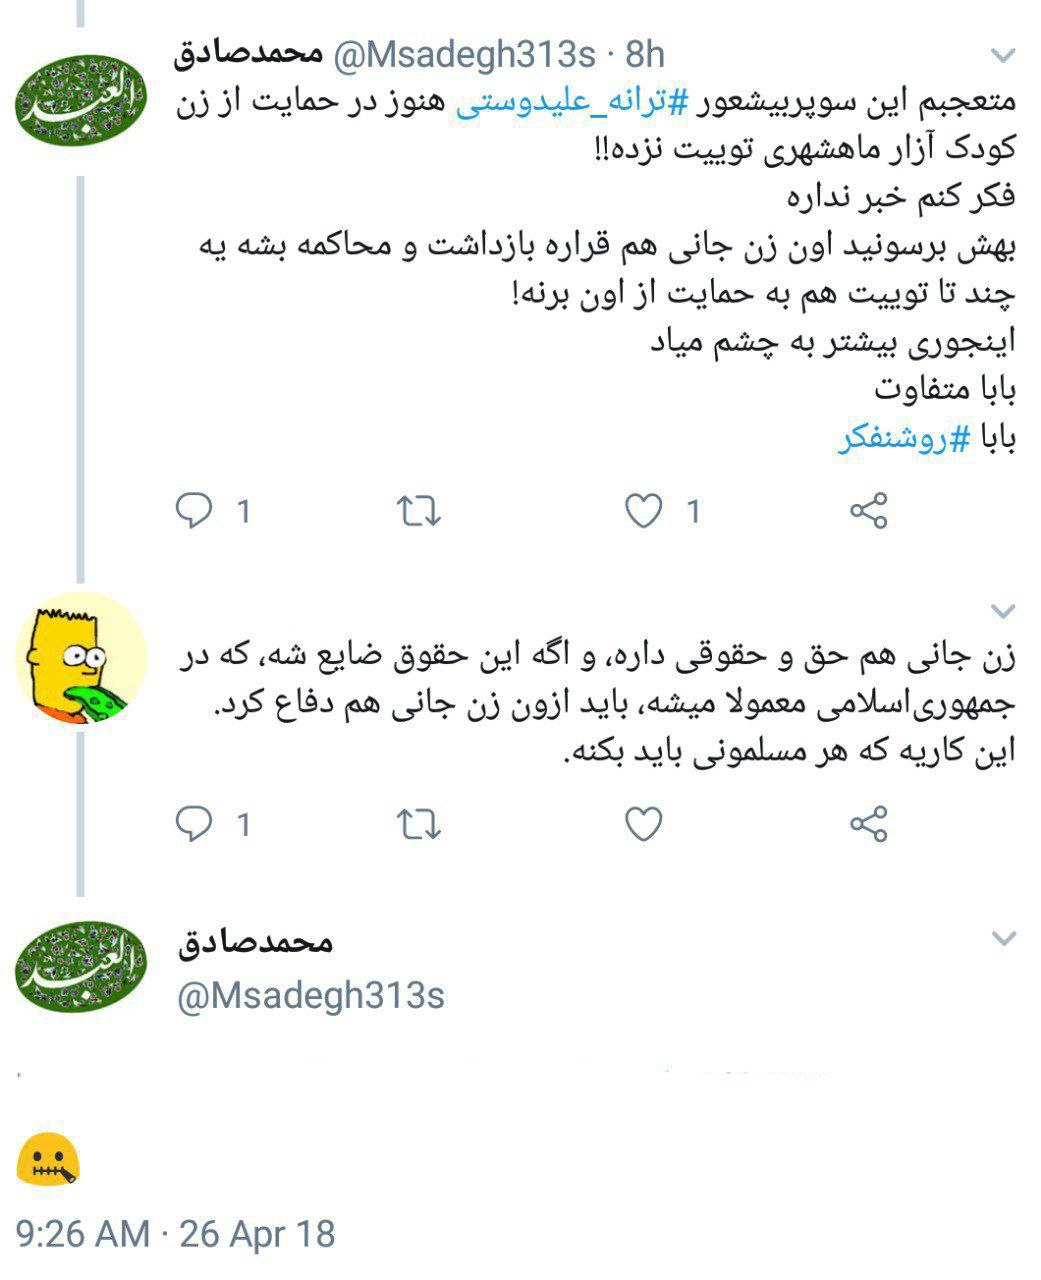 محمدصادق @Msadegh313s · 8h
متعجبم این سوپربیشعور #ترانه_علیدوستی هنوز در حمایت از زن
کودک آزار ماهشهری توییت نزده!!
فکر کنم خبر نداره
بهش برسونید اون زن جانی هم قراره بازداشت و محاکمه بشه یه
چند تا توییت هم به حمایت از اون برنه!
اینجوری بیشتر به چشم میاد
بابا متفاوت
بابا #روشنفکر
1 1
زن جانی هم حق و حقوقی داره، و اگه این حقوق ضایع شه، که در
جمهوری‌اسلامی معمولا میشه، باید ازون زن جانی هم دفاع کرد.
این کاریه که هر مسلمونی باید بکنه.
1
محمدصادق
@Msadegh313s
9:26 AM · 26 Apr 18